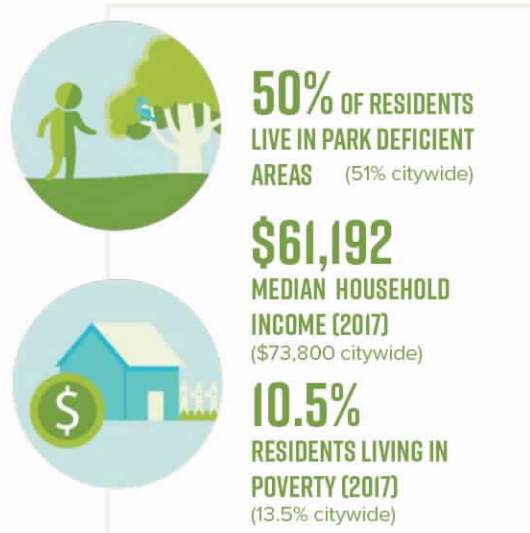 50% OF RESIDENTS
LIVE IN PARK DEFICIENT
AREAS (51% citywide)
$61,192
MEDIAN HOUSEHOLD
INCOME (2017)
($73,800 citywide)
$
10.5%
RESIDENTS LIVING IN
POVERTY (2017)
(13.5% citywide)